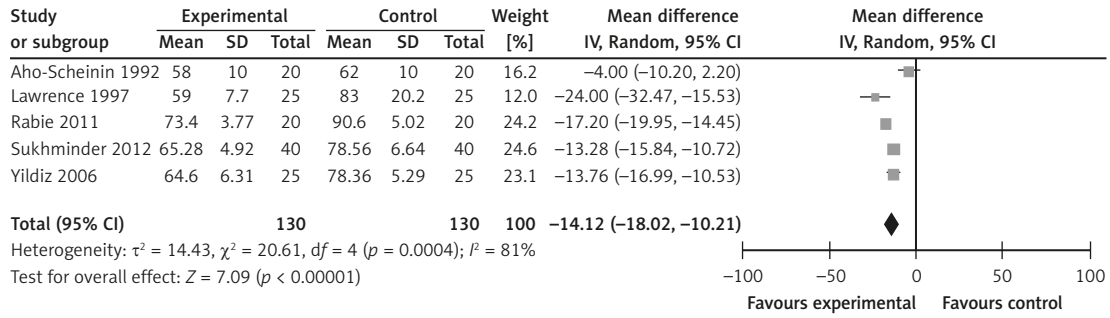 Study Experimental Control Weight Mean difference Mean difference
or subgroup Mean SD Total Mean SD Total [%] IV, Random, 95% CI IV, Random, 95% CI
Aho-Scheinin 1992 58 10 20 62 10 20 16.2 –4.00 (–10.20, 2.20)
Lawrence 1997 59 7.7 25 83 20.2 25 12.0 –24.00 (–32.47, –15.53)
Rabie 2011 73.4 3.77 20 90.6 5.02 20 24.2 –17.20 (–19.95, –14.45)
Sukhminder 2012 65.28 4.92 40 78.56 6.64 40 24.6 –13.28 (–15.84, –10.72)
Yildiz 2006 64.6 6.31 25 78.36 5.29 25 23.1 –13.76 (–16.99, –10.53)
Total (95% CI) 130 130 100 –14.12 (–18.02, –10.21)
Heterogeneity: τ² = 14.43, χ² = 20.61, df = 4 (p = 0.0004); I² = 81%
Test for overall effect: Z = 7.09 (p < 0.00001)
–100 –50 0 50 100
Favours experimental Favours control